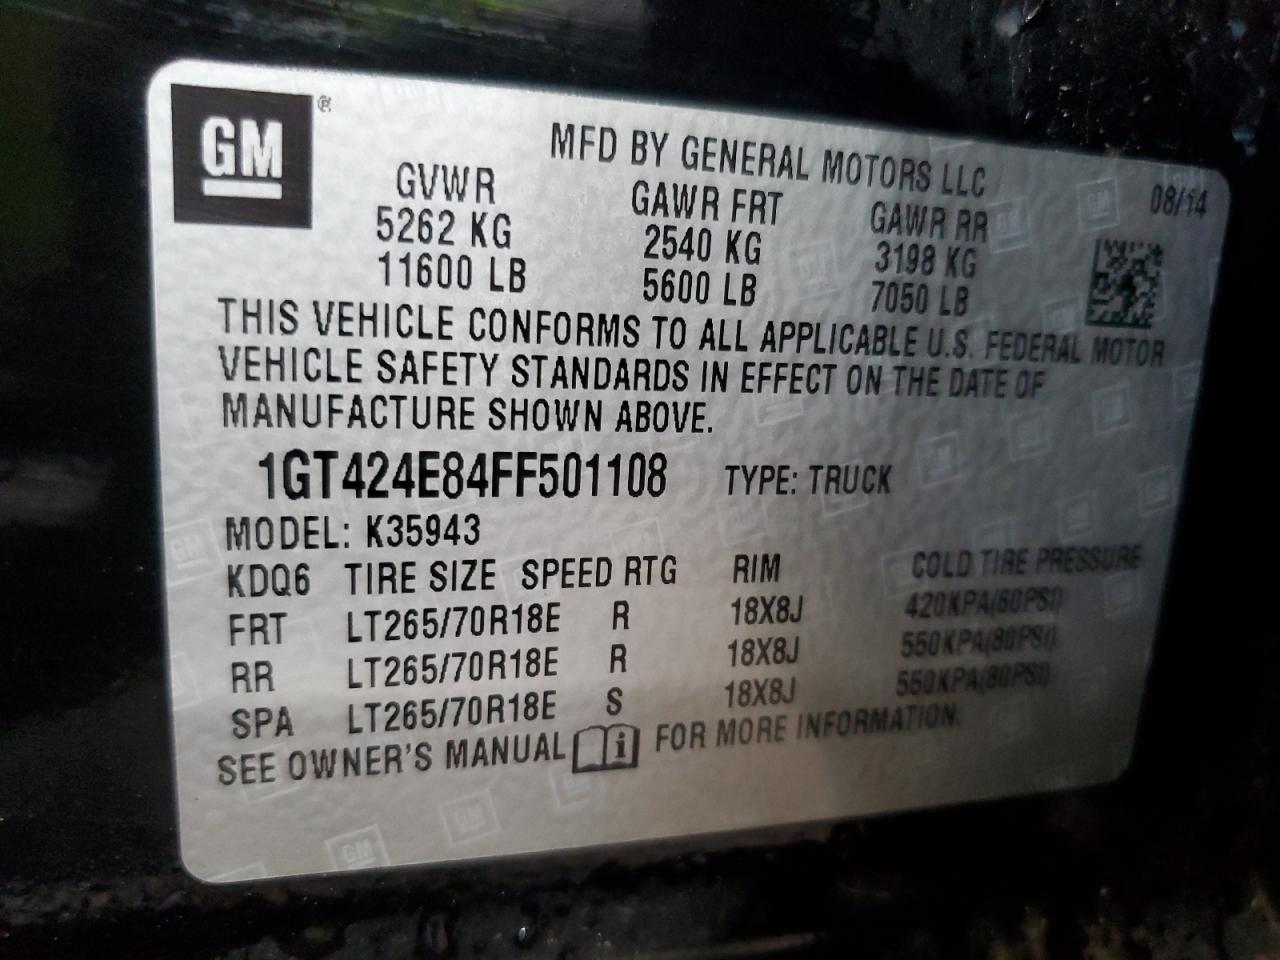 GM ®
MFD BY GENERAL MOTORS LLC
08/14
GVWR GAWR FRT GAWR RR
5262 KG 2540 KG 3198 KG
11600 LB 5600 LB 7050 LB
THIS VEHICLE CONFORMS TO ALL APPLICABLE U.S. FEDERAL MOTOR
VEHICLE SAFETY STANDARDS IN EFFECT ON THE DATE OF
MANUFACTURE SHOWN ABOVE.
1GT424E84FF501108 TYPE: TRUCK
MODEL: K35943
KDQ6 TIRE SIZE SPEED RTG RIM COLD TIRE PRESSURE
FRT LT265/70R18E R 18X8J 420KPA(60PSI)
RR LT265/70R18E R 18X8J 550KPA(80PSI)
SPA LT265/70R18E S 18X8J 550KPA(80PSI)
SEE OWNER'S MANUAL i FOR MORE INFORMATION.